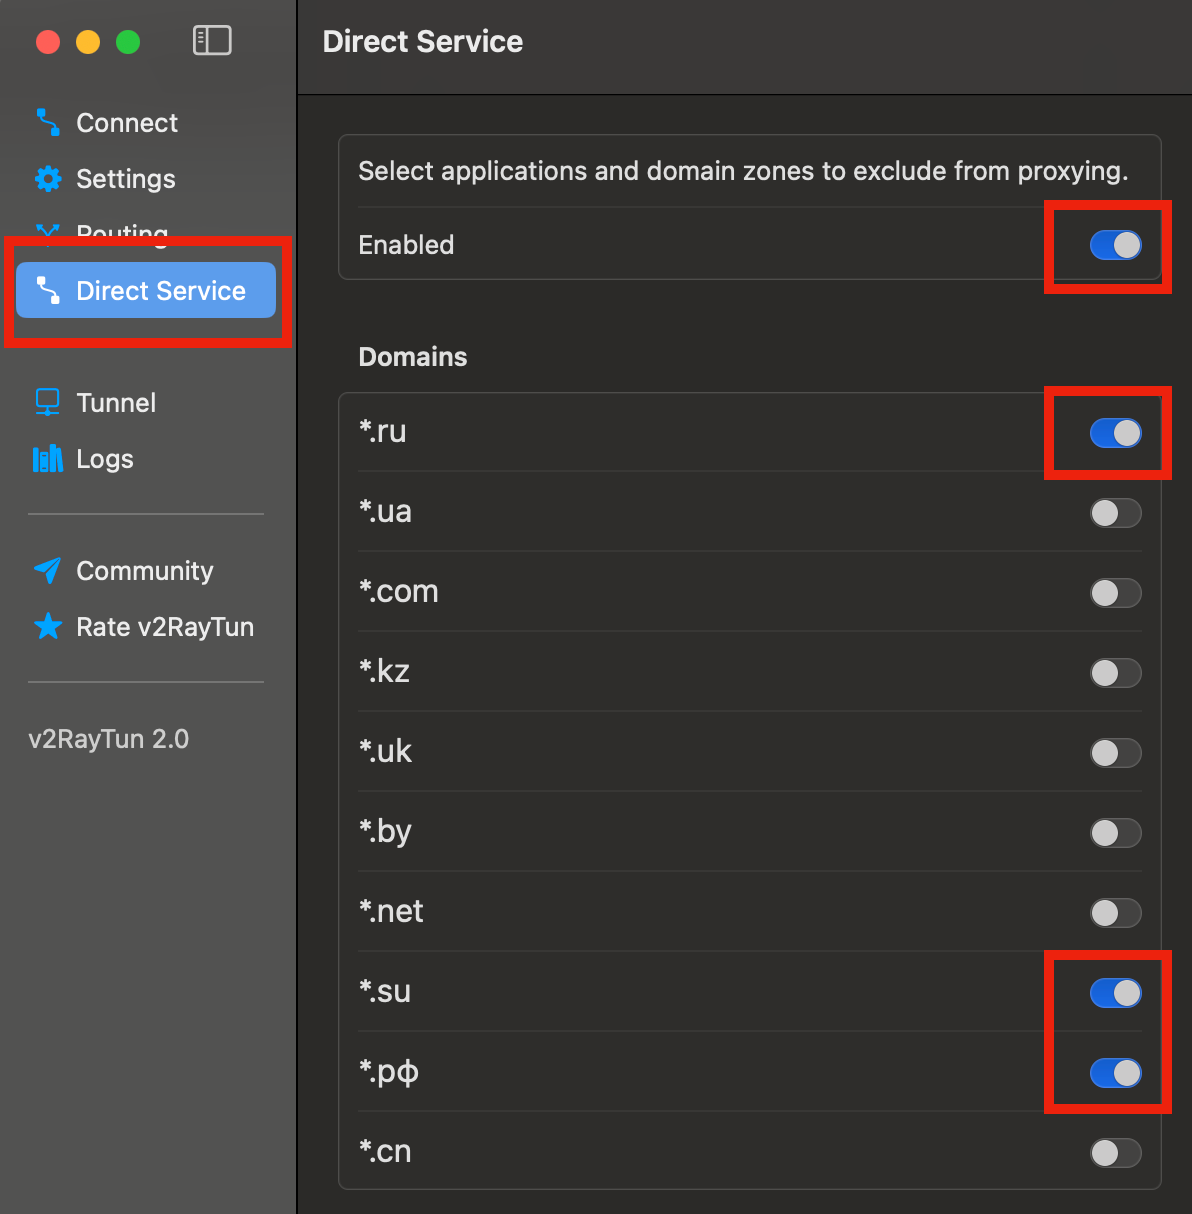 Direct Service
Connect
Settings
Routing
Direct Service
Tunnel
Logs
Community
Rate v2RayTun
v2RayTun 2.0
Select applications and domain zones to exclude from proxying.
Enabled
Domains
*.ru
*.ua
*.com
*.kz
*.uk
*.by
*.net
*.su
*.рф
*.cn